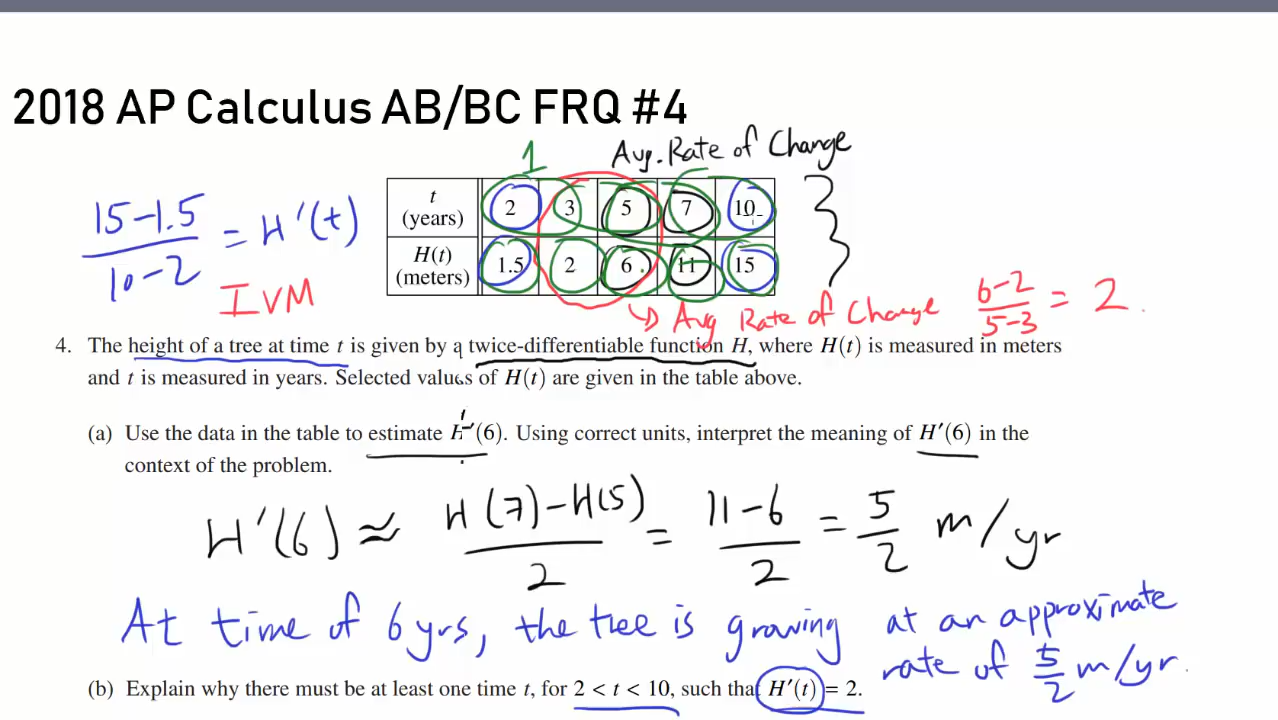 2018 AP Calculus AB/BC FRQ #4
1 Avg. Rate of Change
t (years) 2 3 5 7 10
H(t) (meters) 1.5 2 6 11 15
15-1.5 / 10-2 = H'(t)
IVM
Avg Rate of Change 6-2 / 5-3 = 2
4. The height of a tree at time t is given by a twice-differentiable function H, where H(t) is measured in meters
and t is measured in years. Selected values of H(t) are given in the table above.
(a) Use the data in the table to estimate H'(6). Using correct units, interpret the meaning of H'(6) in the
context of the problem.
H'(6) ≈ H(7)-H(5) / 2 = 11-6 / 2 = 5/2 m/yr
At time of 6 yrs, the tree is growing at an approximate
rate of 5/2 m/yr.
(b) Explain why there must be at least one time t, for 2 < t < 10, such that H'(t) = 2.